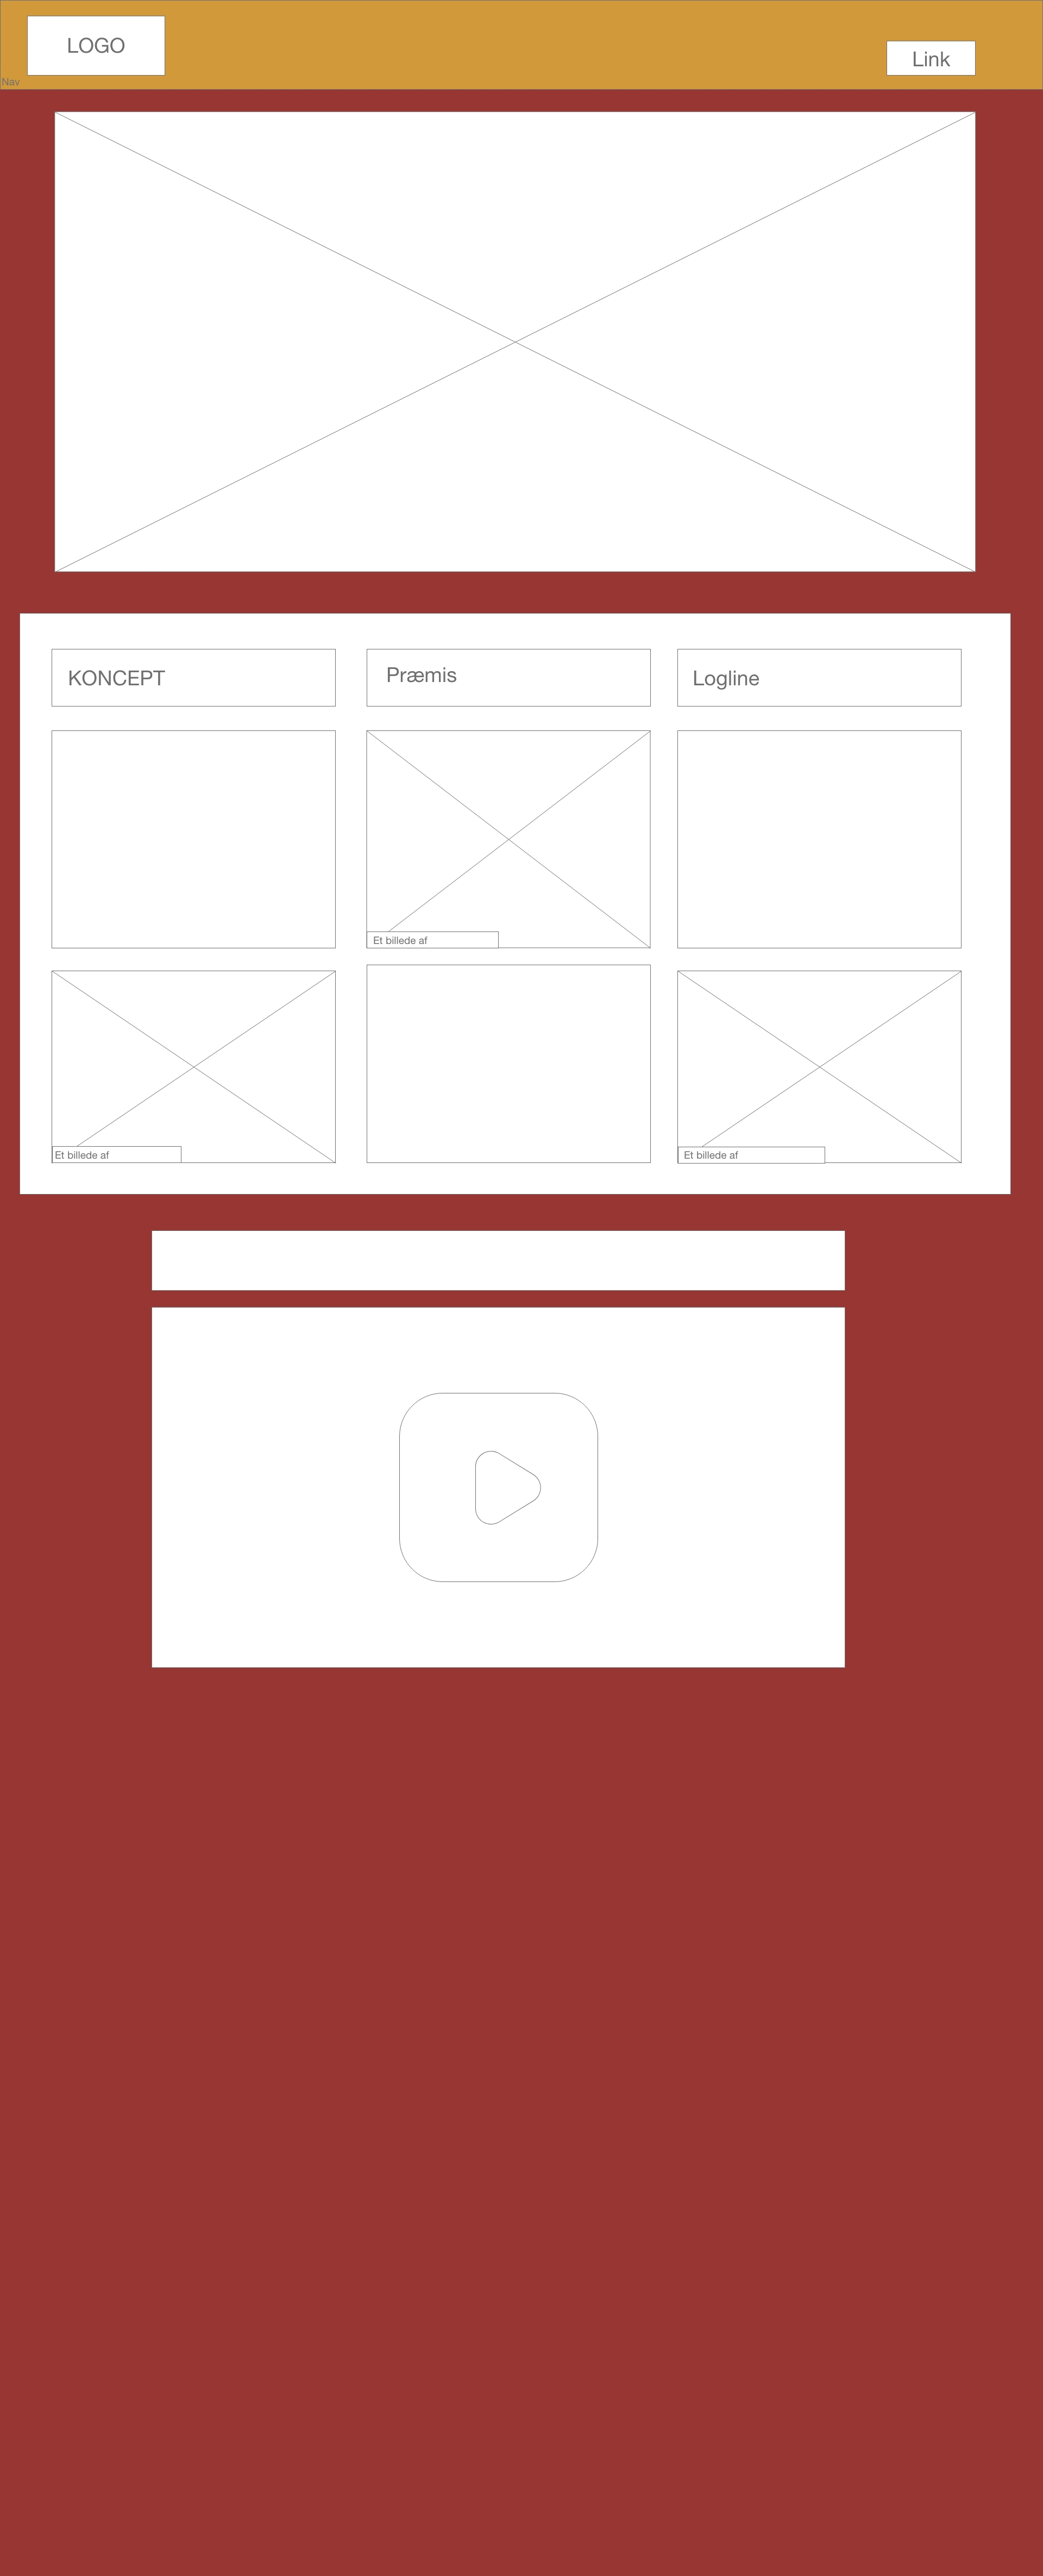 LOGO
Link
Nav
KONCEPT
Præmis
Logline
Et billede af
Et billede af
Et billede af